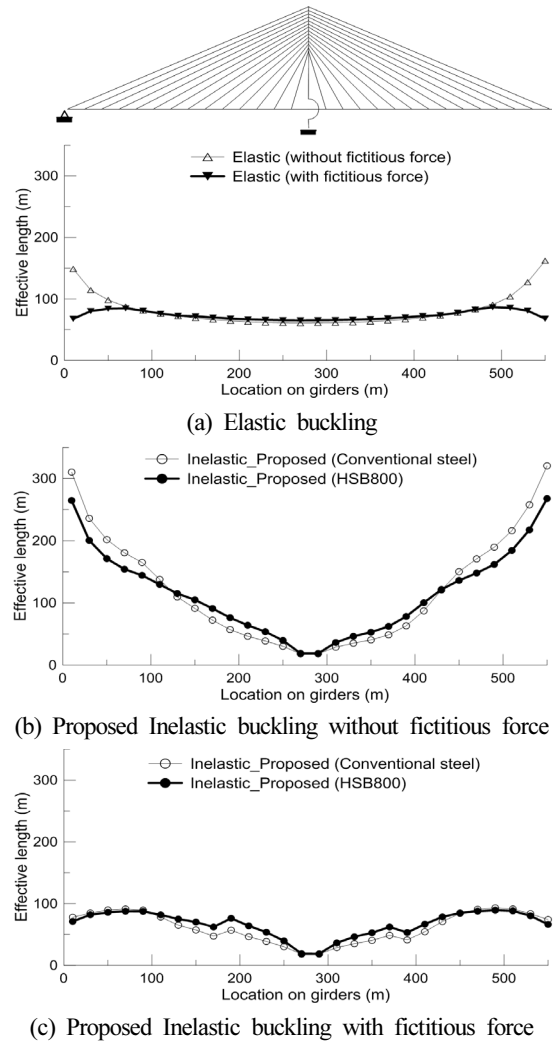 Elastic (without fictitious force)
Elastic (with fictitious force)
Effective length (m)
300
200
100
0
0 100 200 300 400 500
Location on girders (m)
(a) Elastic buckling
Inelastic_Proposed (Conventional steel)
Inelastic_Proposed (HSB800)
Effective length (m)
300
200
100
0
0 100 200 300 400 500
Location on girders (m)
(b) Proposed Inelastic buckling without fictitious force
Inelastic_Proposed (Conventional steel)
Inelastic_Proposed (HSB800)
Effective length (m)
300
200
100
0
0 100 200 300 400 500
Location on girders (m)
(c) Proposed Inelastic buckling with fictitious force